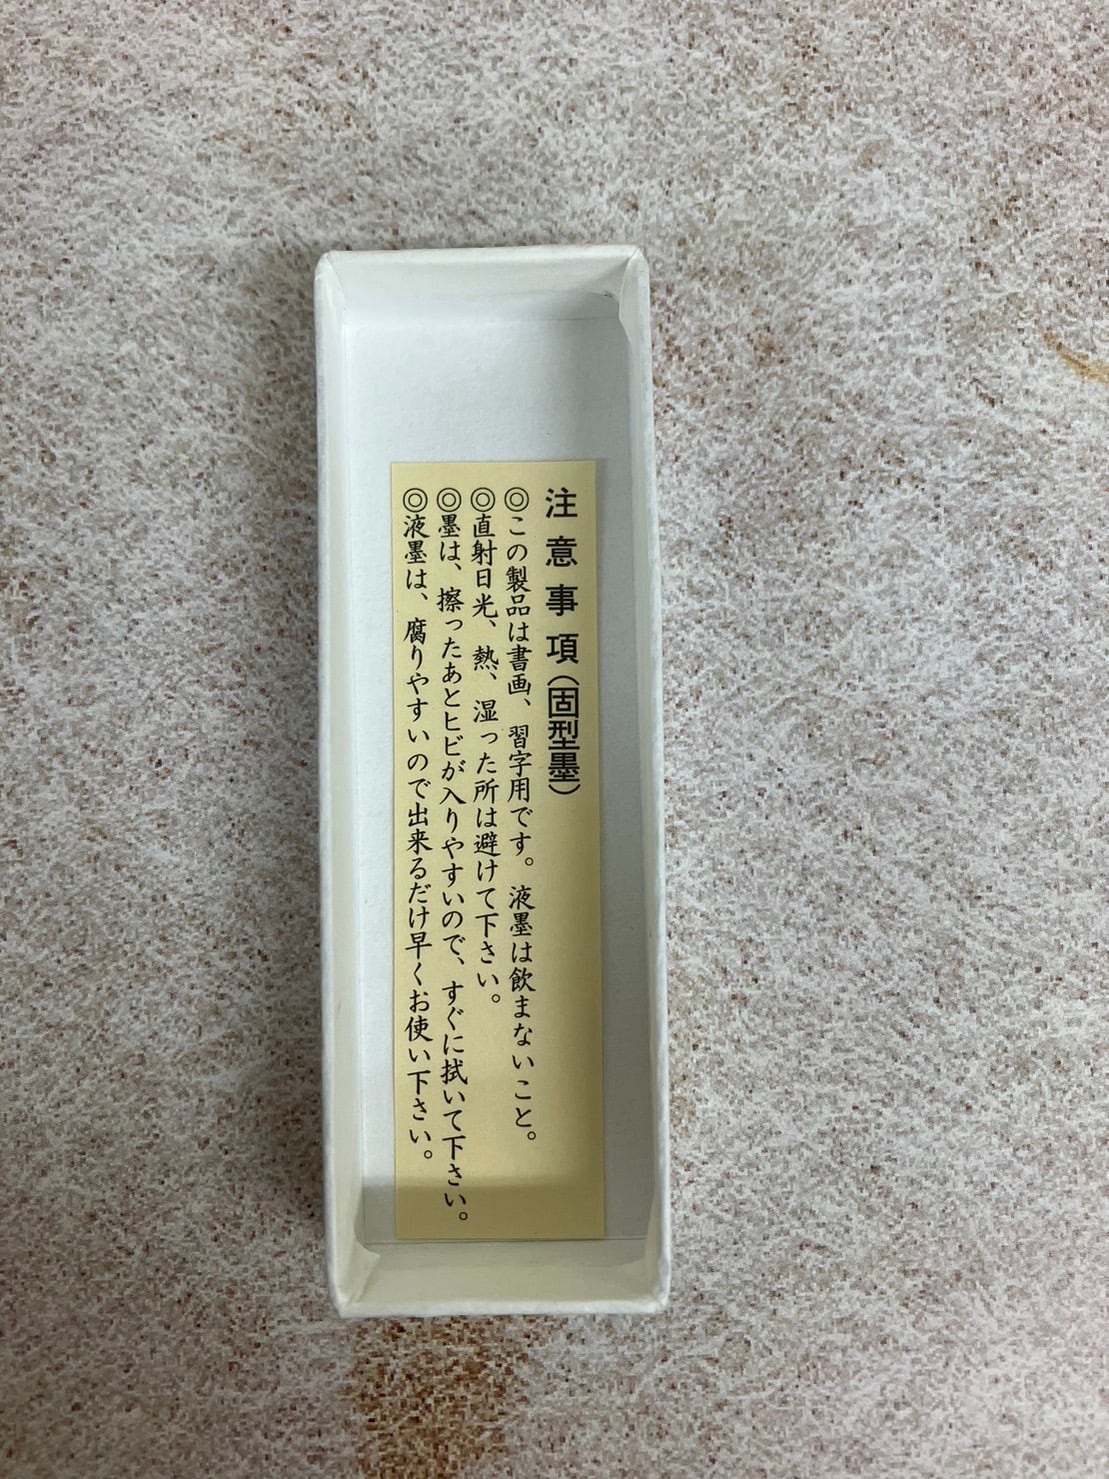 注意事項(固型墨)
◎この製品は書画、習字用です。液墨は飲まないこと。
◎直射日光、熱、湿った所は避けて下さい。
◎墨は、擦ったあとヒビが入りやすいので、すぐに拭いて下さい。
◎液墨は、腐りやすいので出来るだけ早くお使い下さい。